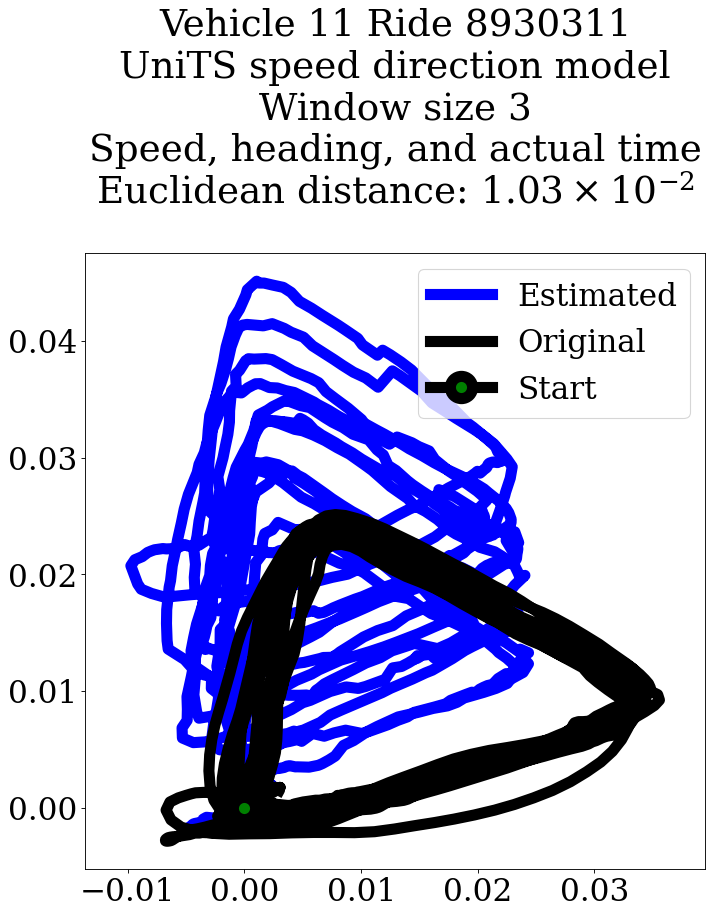 Vehicle 11 Ride 8930311
UniTS speed direction model
Window size 3
Speed, heading, and actual time
Euclidean distance: 1.03 × 10⁻²
Estimated
Original
Start
0.04
0.03
0.02
0.01
0.00
−0.01 0.00 0.01 0.02 0.03